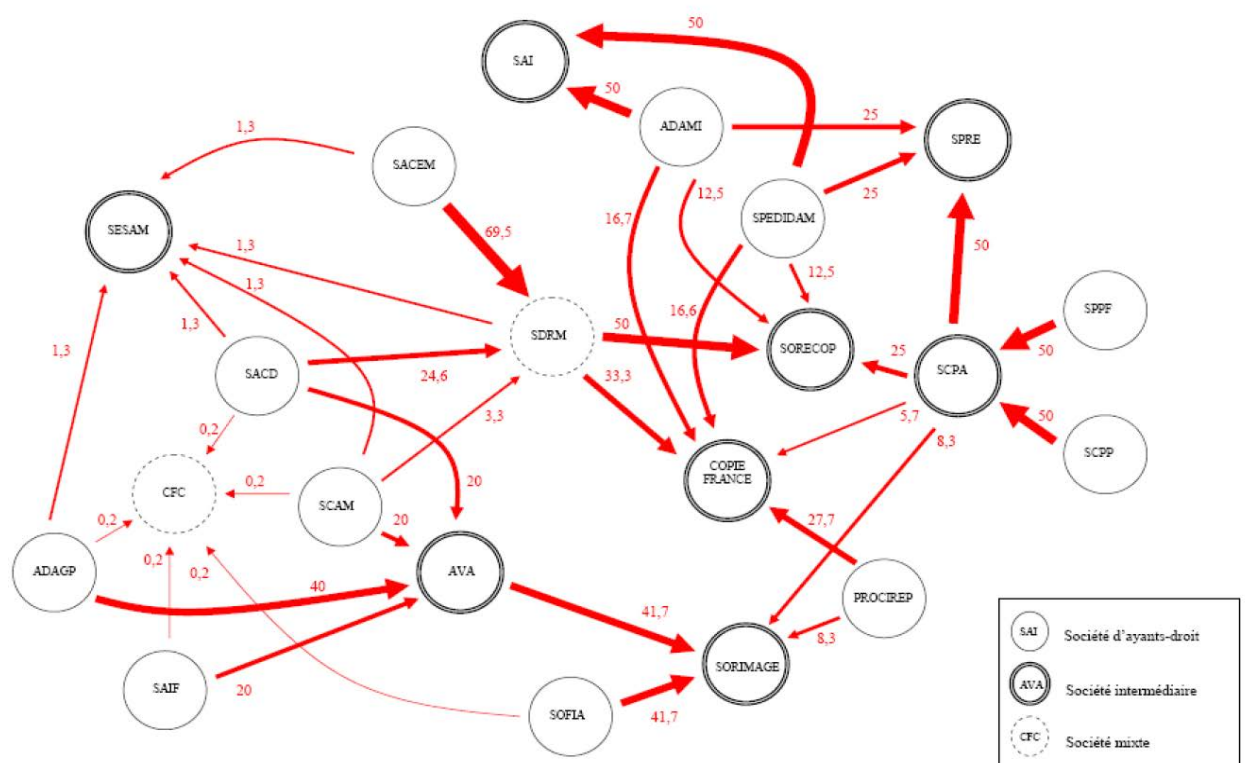 50
SAI
50
ADAMI
25
SPRE
1,3
SACEM
12,5
SPEDIDAM
25
16,7
SESAM
69,5
1,3
50
12,5
1,3
16,6
SPPF
1,3
SDRM
50
SORECOP
25
SCPA
50
1,3
SACD
24,6
33,3
5,7
50
3,3
8,3
0,2
SCPP
COPIE
FRANCE
20
CFC
0,2
SCAM
20
27,7
0,2
0,2
0,2
ADAGP
AVA
40
PROCIREP
41,7
8,3
SAI
Société d'ayants-droit
SORIMAGE
SAIF
20
SOFIA
41,7
AVA
Société intermédiaire
CFC
Société mixte